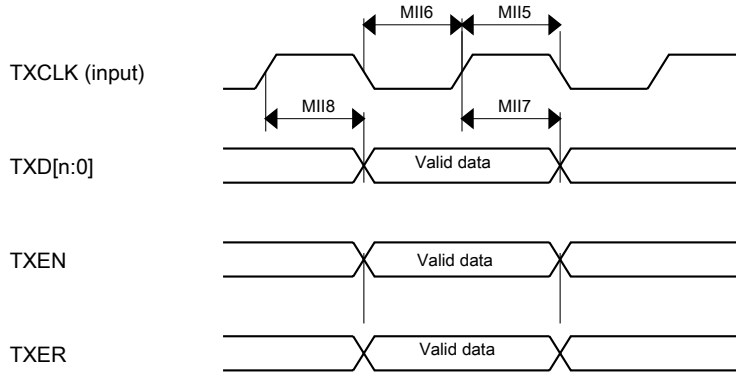 MII6
MII5
TXCLK (input)
MII8
MII7
TXD[n:0]
Valid data
TXEN
Valid data
TXER
Valid data